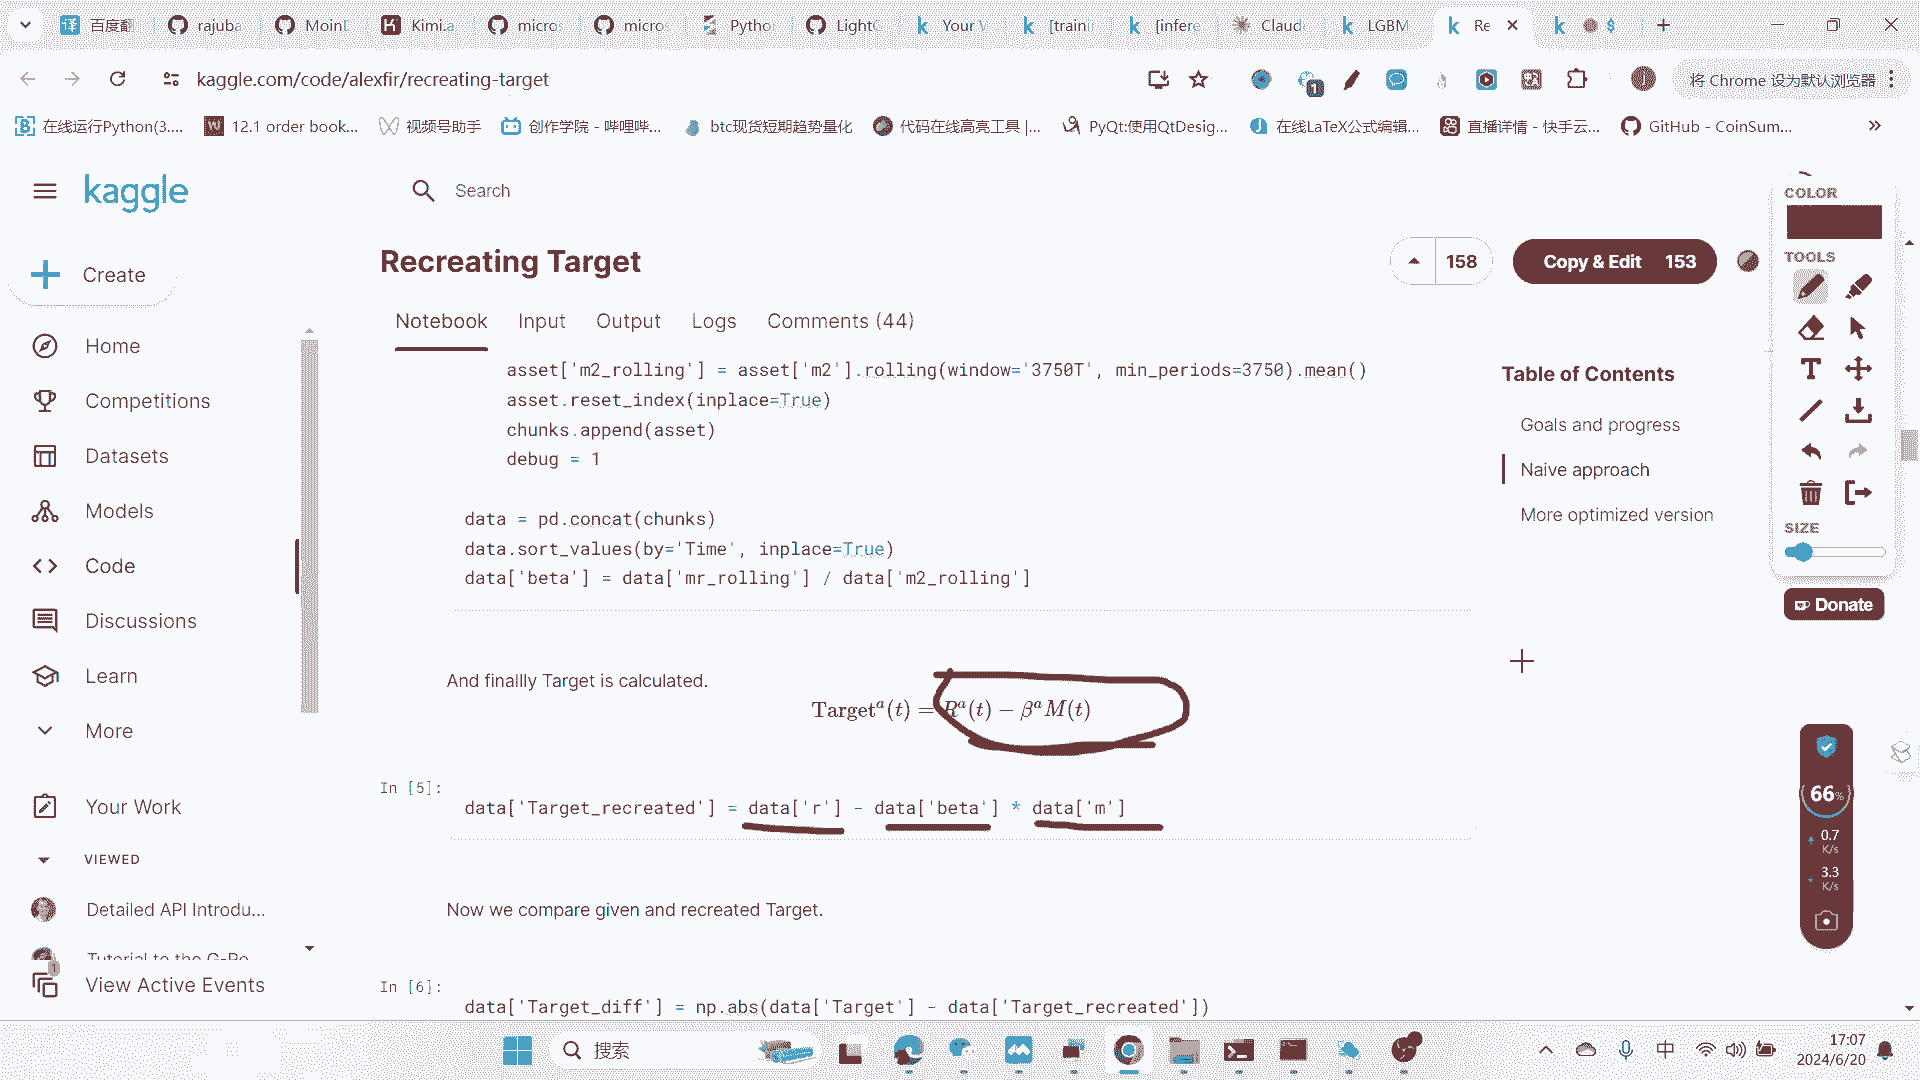 百度翻
rajuba
MoinD
Kimi.a
micros
micros
Pytho
LightG
Your V
[traini
[infere
Claud
LGBM
Re
kaggle.com/code/alexfir/recreating-target
将 Chrome 设为默认浏览器
在线运行Python(3....
12.1 order book...
视频号助手
创作学院 - 哔哩哔...
btc现货短期趋势量化
代码在线高亮工具 |...
PyQt:使用QtDesig...
在线LaTeX公式编辑...
直播详情 - 快手云...
GitHub - CoinSum...
kaggle
Search
COLOR
TOOLS
SIZE
Donate
Create
Home
Competitions
Datasets
Models
Code
Discussions
Learn
More
Your Work
VIEWED
Detailed API Introdu...
1
View Active Events
Recreating Target
158
Copy & Edit 153
Notebook Input Output Logs Comments (44)
asset['m2_rolling'] = asset['m2'].rolling(window='3750T', min_periods=3750).mean()
asset.reset_index(inplace=True)
chunks.append(asset)
debug = 1
data = pd.concat(chunks)
data.sort_values(by='Time', inplace=True)
data['beta'] = data['mr_rolling'] / data['m2_rolling']
Table of Contents
Goals and progress
Naive approach
More optimized version
And finallly Target is calculated.
Targetᵃ(t) = Rᵃ(t) − βᵃM(t)
In [5]:
data['Target_recreated'] = data['r'] - data['beta'] * data['m']
Now we compare given and recreated Target.
In [6]:
data['Target_diff'] = np.abs(data['Target'] - data['Target_recreated'])
66%
0.7
K/s
3.3
K/s
搜索
中
17:07
2024/6/20